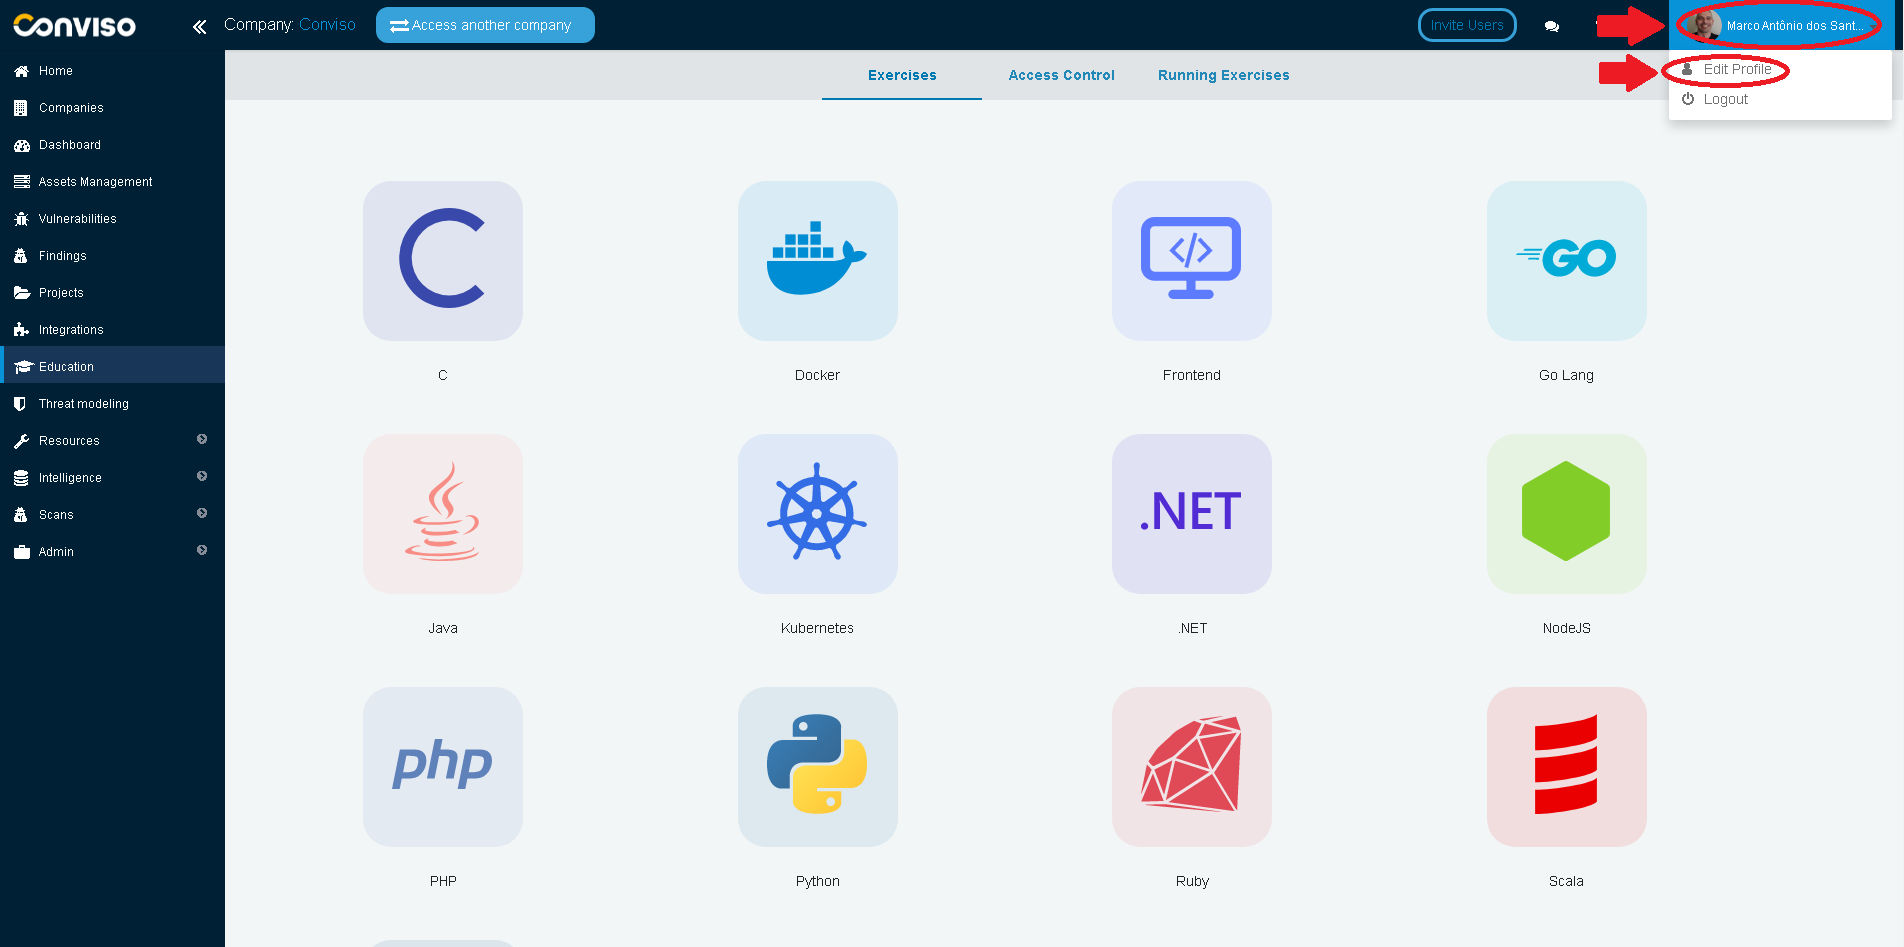 Conviso
Company: Conviso
Access another company
Invite Users
Marco Antônio dos Sant...
Edit Profile
Logout
Home
Companies
Dashboard
Assets Management
Vulnerabilities
Findings
Projects
Integrations
Education
Threat modeling
Resources
Intelligence
Scans
Admin
Exercises
Access Control
Running Exercises
C
Docker
Frontend
GO
Go Lang
Java
Kubernetes
.NET
.NET
NodeJS
php
PHP
Python
Ruby
Scala